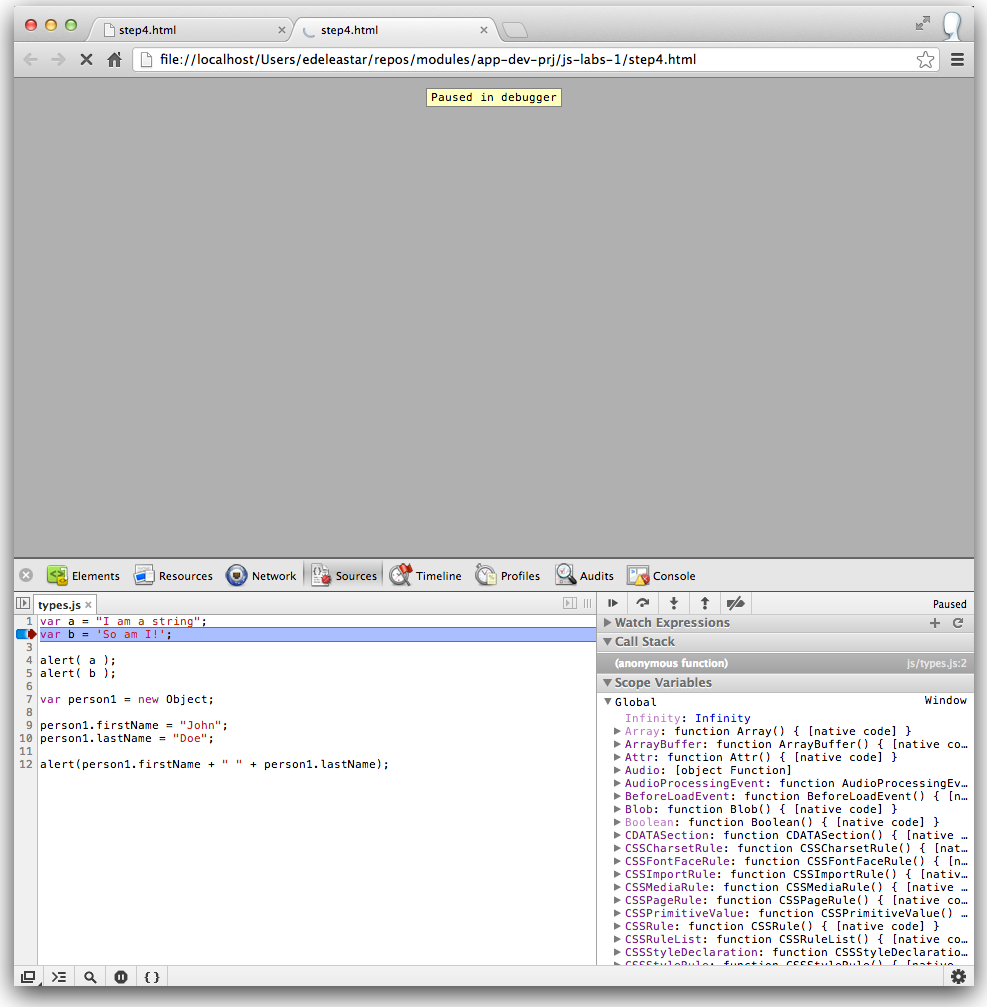 step4.html
step4.html
file://localhost/Users/edeleastar/repos/modules/app-dev-prj/js-labs-1/step4.html
Paused in debugger
Elements Resources Network Sources Timeline Profiles Audits Console
types.js
1 var a = "I am a string";
2 var b = 'So am I!';
3
4 alert( a );
5 alert( b );
6
7 var person1 = new Object;
8
9 person1.firstName = "John";
10 person1.lastName = "Doe";
11
12 alert(person1.firstName + " " + person1.lastName);
Paused
Watch Expressions
Call Stack
(anonymous function) js/types.js:2
Scope Variables
Global Window
Infinity: Infinity
Array: function Array() { [native code] }
ArrayBuffer: function ArrayBuffer() { [native co…
Attr: function Attr() { [native code] }
Audio: [object Function]
AudioProcessingEvent: function AudioProcessingEv…
BeforeLoadEvent: function BeforeLoadEvent() { [n…
Blob: function Blob() { [native code] }
Boolean: function Boolean() { [native code] }
CDATASection: function CDATASection() { [native …
CSSCharsetRule: function CSSCharsetRule() { [nat…
CSSFontFaceRule: function CSSFontFaceRule() { [n…
CSSImportRule: function CSSImportRule() { [nativ…
CSSMediaRule: function CSSMediaRule() { [native …
CSSPageRule: function CSSPageRule() { [native co…
CSSPrimitiveValue: function CSSPrimitiveValue() …
CSSRule: function CSSRule() { [native code] }
CSSRuleList: function CSSRuleList() { [native co…
CSSStyleDeclaration: function CSSStyleDeclaratio…
CSSStyleRule: function CSSStyleRule() { [native